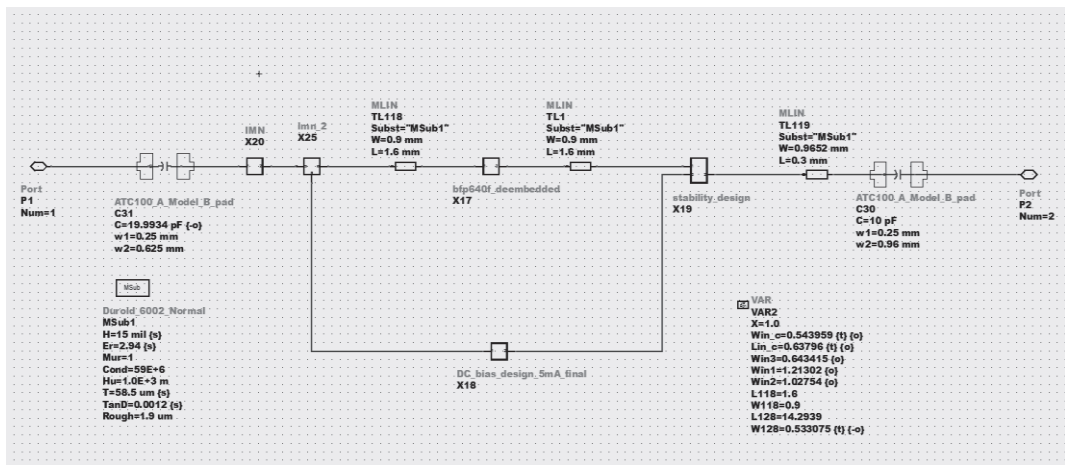 MLIN
TL118
Subst="MSub1"
W=0.9 mm
L=1.6 mm
MLIN
TL1
Subst="MSub1"
W=0.9 mm
L=1.6 mm
MLIN
TL119
Subst="MSub1"
W=0.9652 mm
L=0.3 mm
IMN
X20
imn_2
X25
Port
P1
Num=1
ATC100_A_Model_B_pad
C31
C=19.9934 pF {-o}
w1=0.25 mm
w2=0.625 mm
bfp640f_deembedded
X17
stability_design
X19
ATC100_A_Model_B_pad
C30
C=10 pF
w1=0.25 mm
w2=0.96 mm
Port
P2
Num=2
MSub
Duroid_6002_Normal
MSub1
H=15 mil {s}
Er=2.94 {s}
Mur=1
Cond=59E+6
Hu=1.0E+3 m
T=58.5 um {s}
TanD=0.0012 {s}
Rough=1.9 um
DC_bias_design_5mA_final
X18
VAR
VAR2
X=1.0
Win_c=0.543959 {t} {o}
Lin_c=0.63796 {t} {o}
Win3=0.643415 {o}
Win1=1.21302 {o}
Win2=1.02754 {o}
L118=1.6
W118=0.9
L128=14.2939
W128=0.533075 {t} {-o}